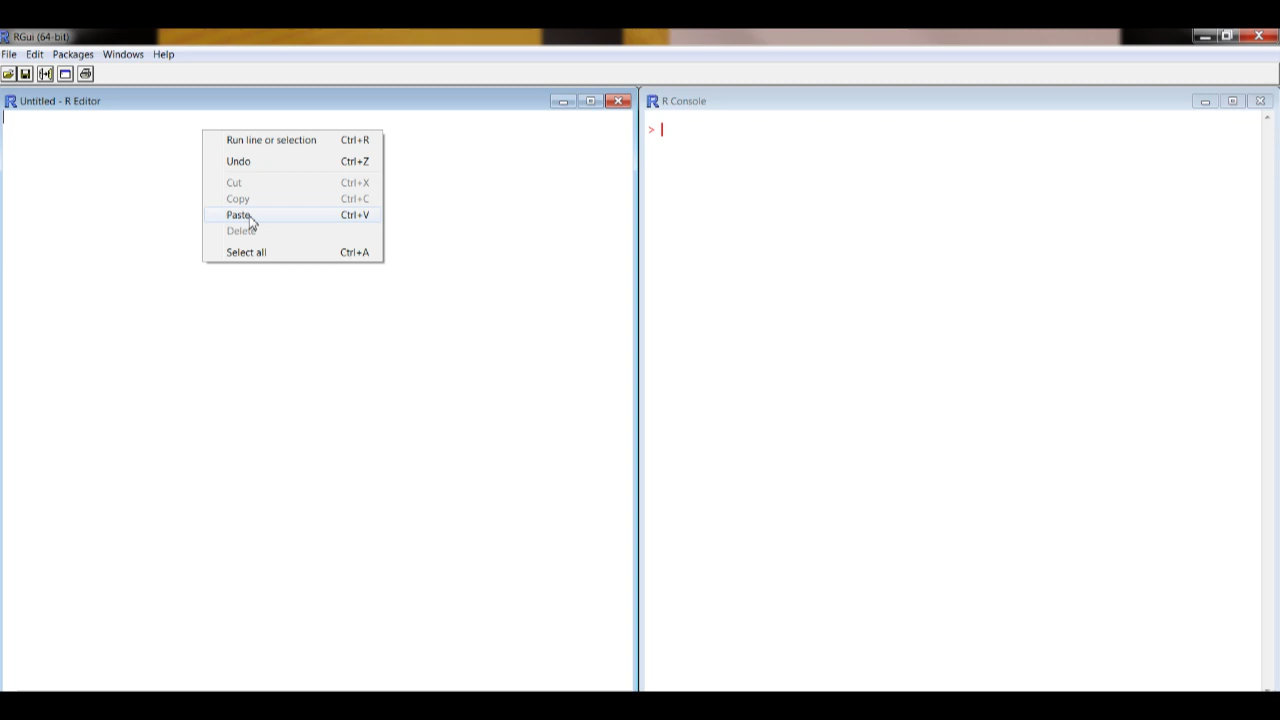 RGui (64-bit)
File Edit Packages Windows Help
Untitled - R Editor
Run line or selection Ctrl+R
Undo Ctrl+Z
Cut Ctrl+X
Copy Ctrl+C
Paste Ctrl+V
Delete
Select all Ctrl+A
R Console
>